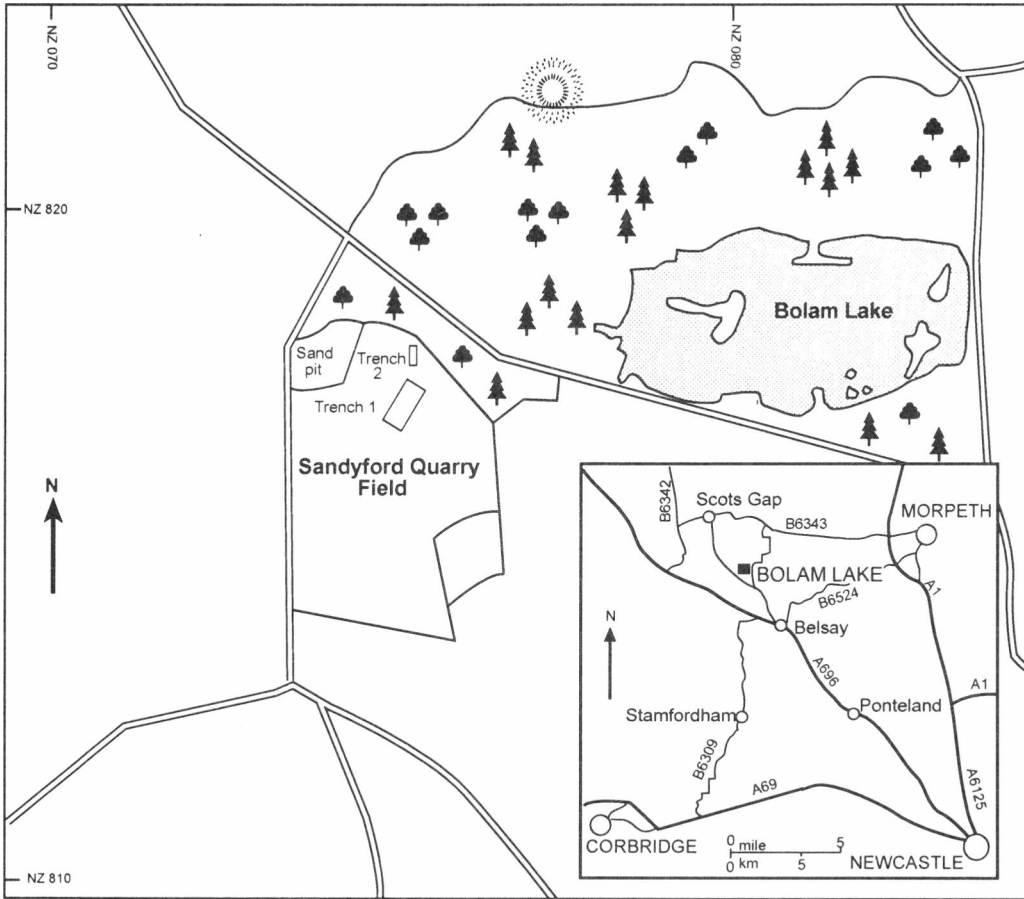 NZ 070
NZ 080
NZ 820
Bolam Lake
Sand
pit
Trench
2
Trench 1
Sandyford Quarry
Field
N
NZ 810
B6342
Scots Gap
B6343
MORPETH
BOLAM LAKE
B6524
A1
Belsay
A696
A1
Stamfordham
Ponteland
B6309
A69
A6125
CORBRIDGE
0 mile 5
0 km 5
NEWCASTLE
N